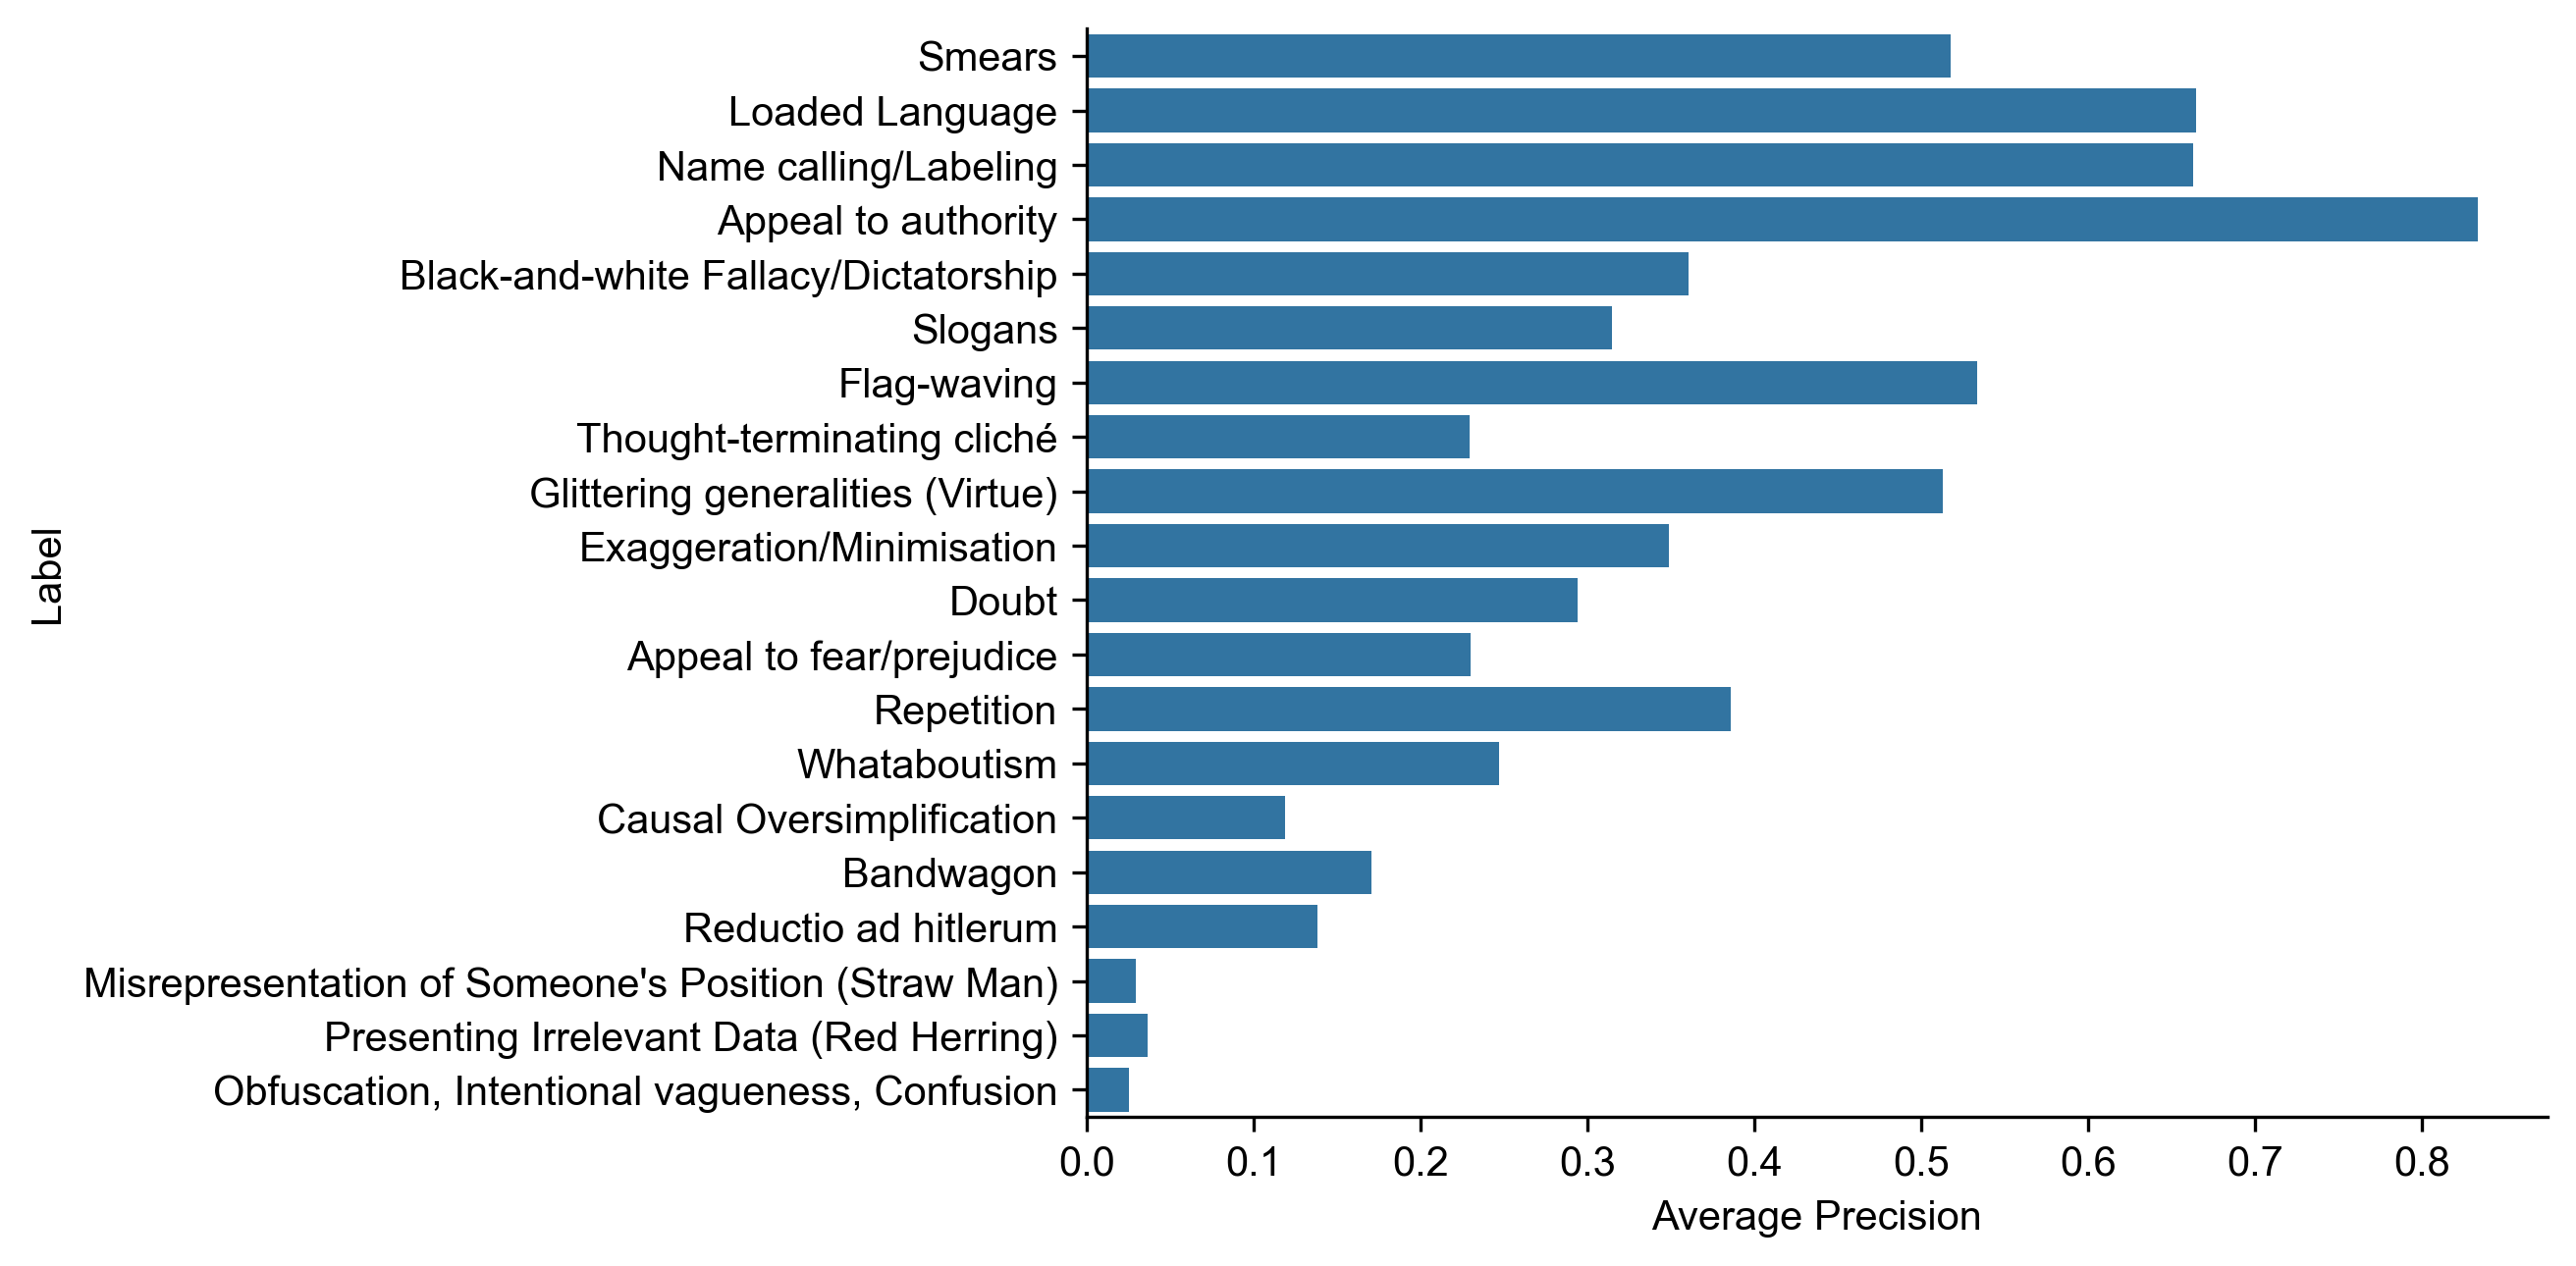 Smears
Loaded Language
Name calling/Labeling
Appeal to authority
Black-and-white Fallacy/Dictatorship
Slogans
Flag-waving
Thought-terminating cliché
Glittering generalities (Virtue)
Exaggeration/Minimisation
Doubt
Appeal to fear/prejudice
Repetition
Whataboutism
Causal Oversimplification
Bandwagon
Reductio ad hitlerum
Misrepresentation of Someone's Position (Straw Man)
Presenting Irrelevant Data (Red Herring)
Obfuscation, Intentional vagueness, Confusion
Label
0.0 0.1 0.2 0.3 0.4 0.5 0.6 0.7 0.8
Average Precision